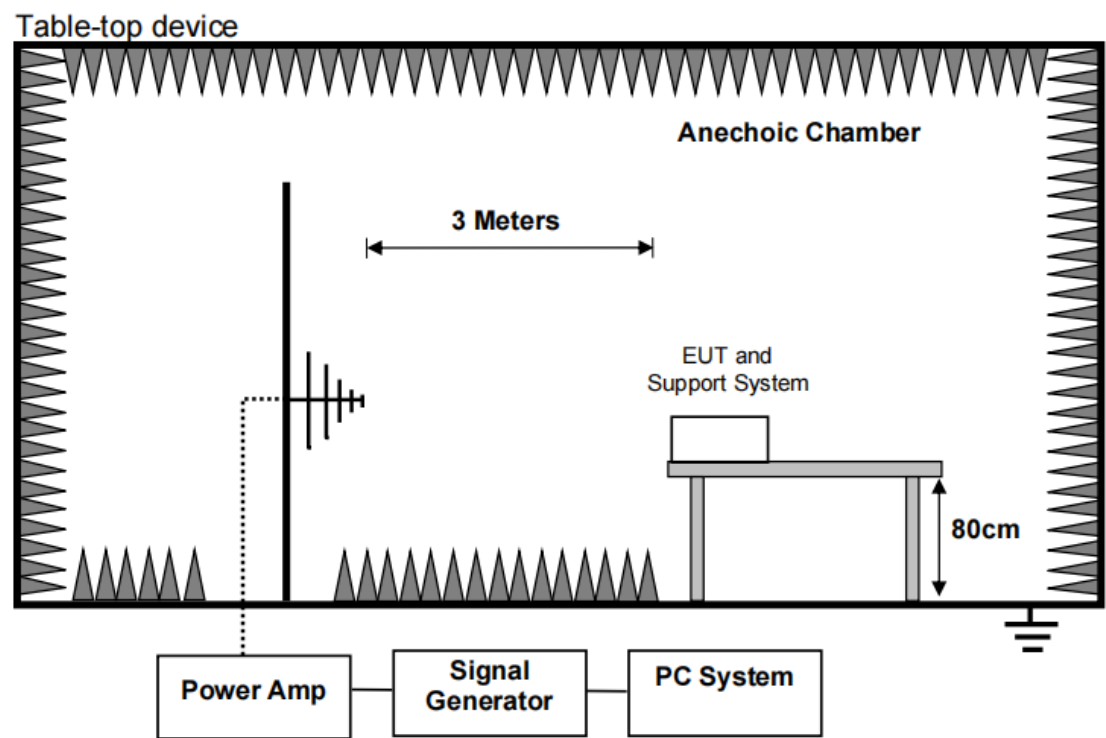 Table-top device
Anechoic Chamber
3 Meters
EUT and
Support System
80cm
Power Amp
Signal
Generator
PC System